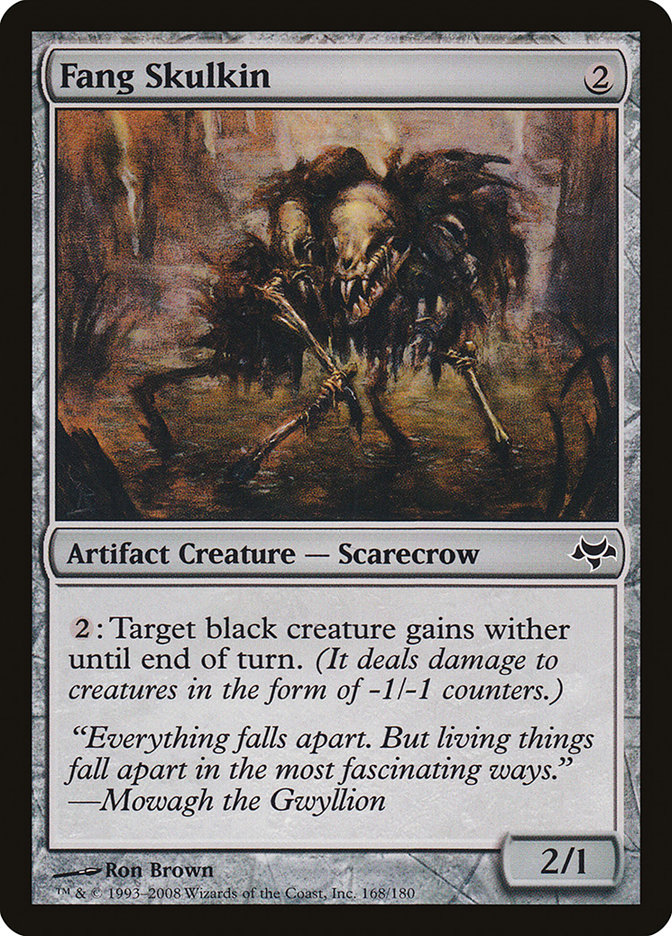 Fang Skulkin 2
Artifact Creature — Scarecrow
2: Target black creature gains wither
until end of turn. (It deals damage to
creatures in the form of -1/-1 counters.)
“Everything falls apart. But living things
fall apart in the most fascinating ways.”
—Mowagh the Gwyllion
2/1
Ron Brown
™ & © 1993–2008 Wizards of the Coast, Inc. 168/180